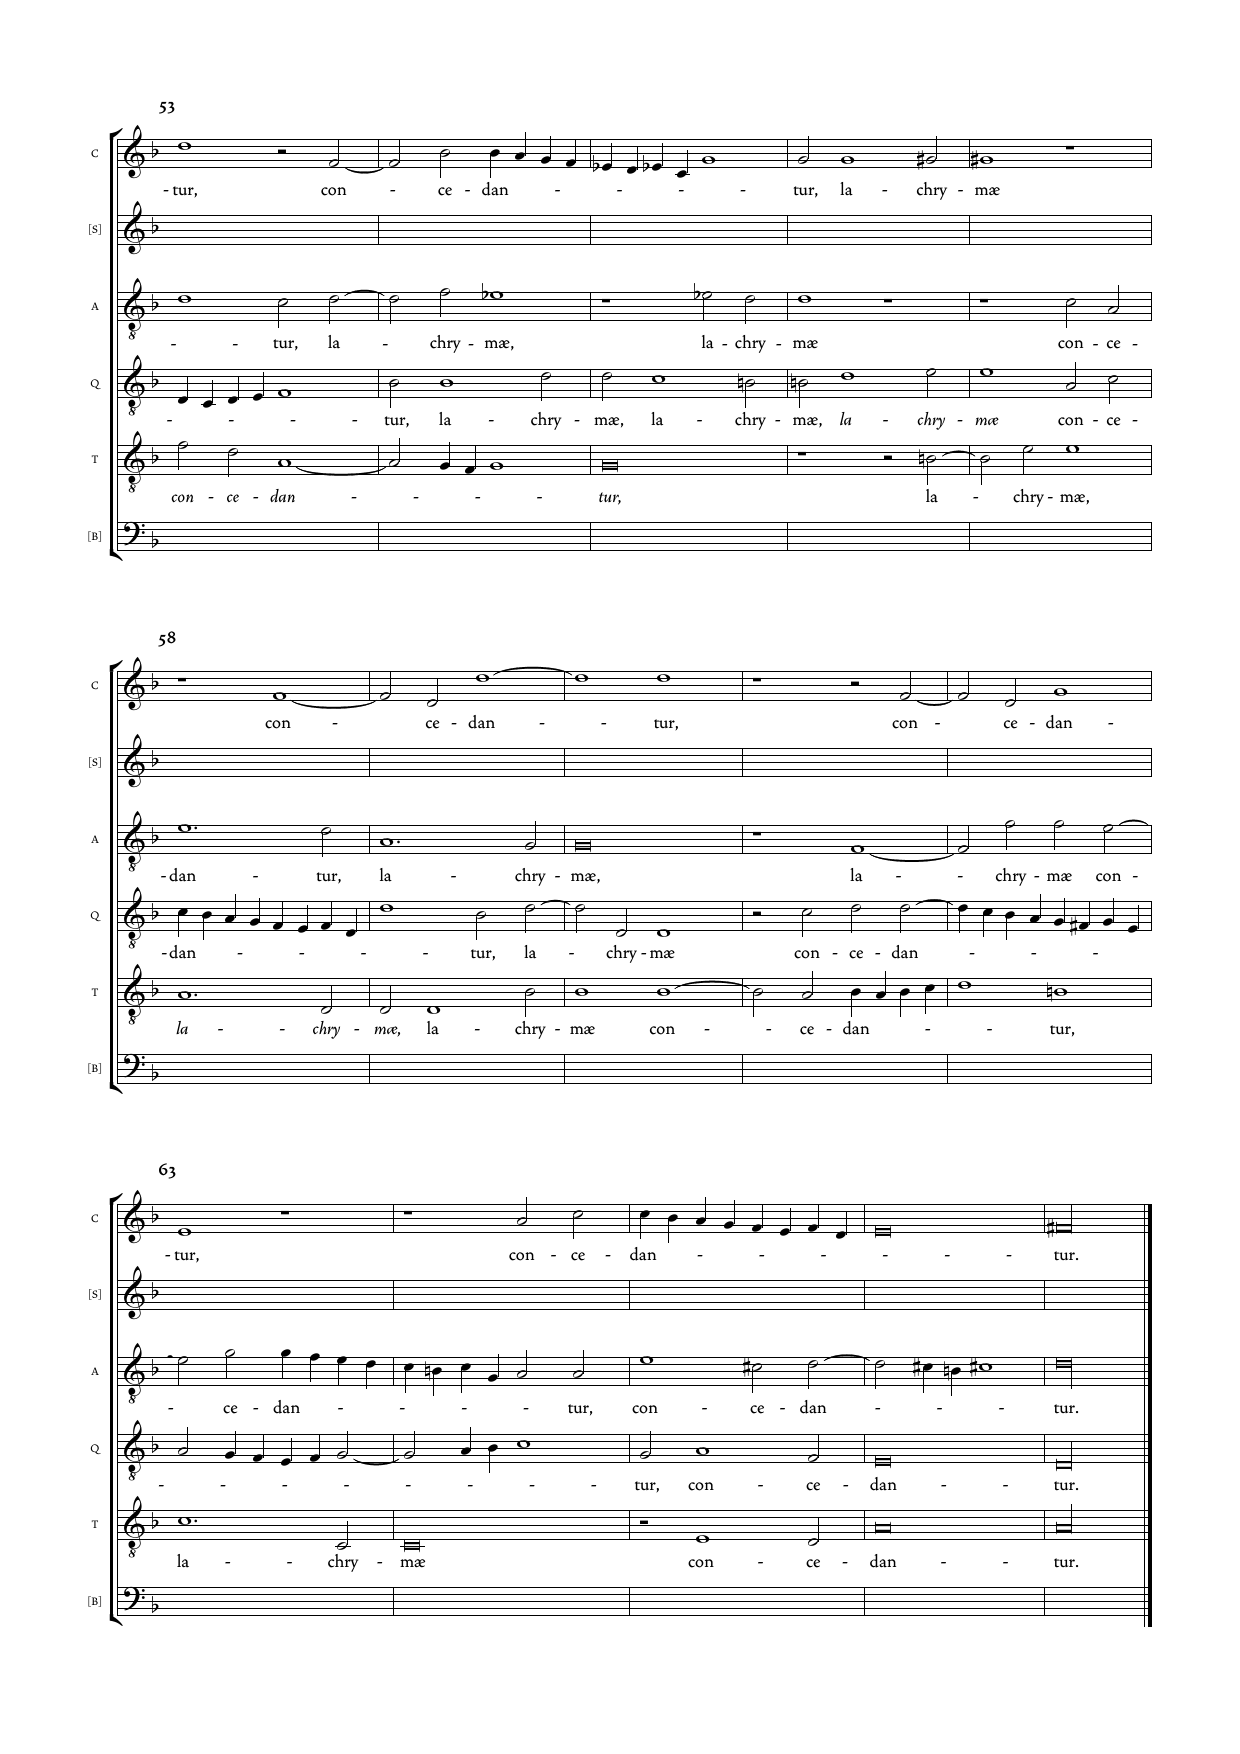 53
C
- tur, con - ce - dan - - - - tur, la - chry - mæ
[S]
A
- - tur, la - chry - mæ, la - chry - mæ con - ce -
Q
- - - - tur, la - chry - mæ, la - chry - mæ, la - chry - mæ con - ce -
T
con - ce - dan - - - - tur, la - chry - mæ,
[B]
58
C
con - ce - dan - - tur, con - ce - dan -
[S]
A
- dan - tur, la - chry - mæ, la - - chry - mæ con -
Q
- dan - - - - tur, la - chry - mæ con - ce - dan - - -
T
la - - chry - mæ, la - chry - mæ con - - ce - dan - - tur,
[B]
63
C
- tur, con - ce - dan - - - - - - tur.
[S]
A
- ce - dan - - - - tur, con - ce - dan - - - tur.
Q
- - - - - - - - tur, con - ce - dan - - tur.
T
la - - chry - mæ con - ce - dan - - tur.
[B]